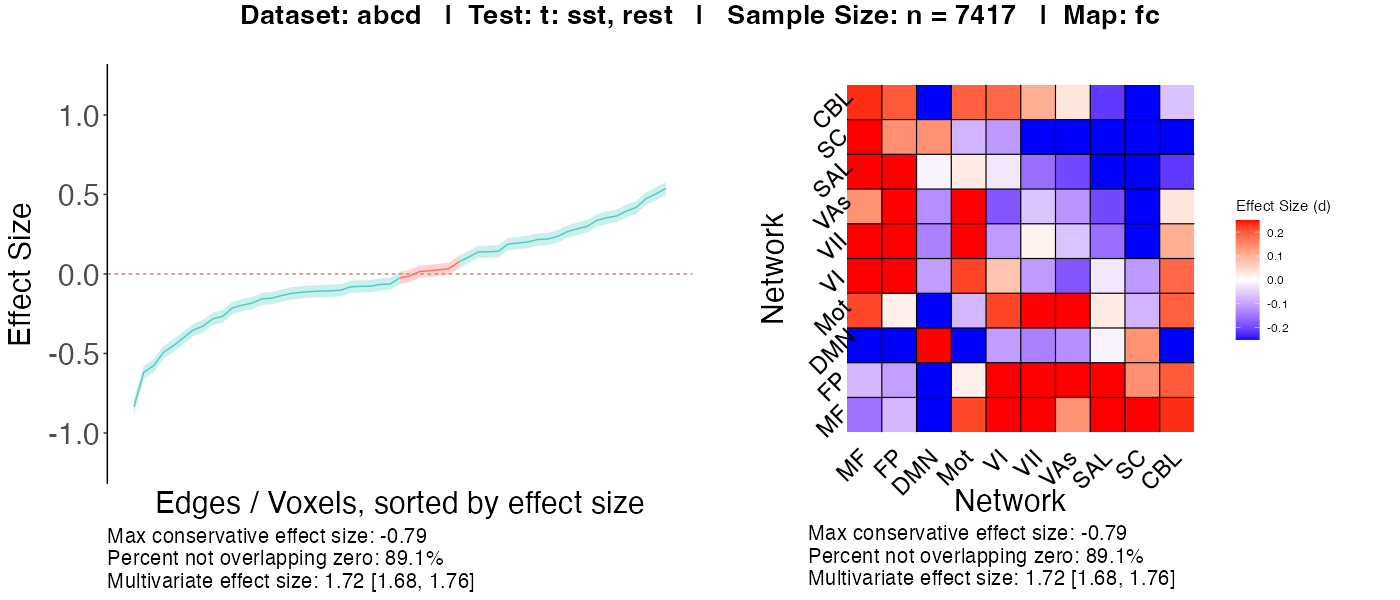 Dataset: abcd | Test: t: sst, rest | Sample Size: n = 7417 | Map: fc
Effect Size
1.0
0.5
0.0
-0.5
-1.0
Edges / Voxels, sorted by effect size
Max conservative effect size: -0.79
Percent not overlapping zero: 89.1%
Multivariate effect size: 1.72 [1.68, 1.76]
Network
CBL
SC
SAL
VAs
VII
VI
Mot
DMN
FP
MF
MF
FP
DMN
Mot
VI
VII
VAs
SAL
SC
CBL
Network
Max conservative effect size: -0.79
Percent not overlapping zero: 89.1%
Multivariate effect size: 1.72 [1.68, 1.76]
Effect Size (d)
0.2
0.1
0.0
-0.1
-0.2